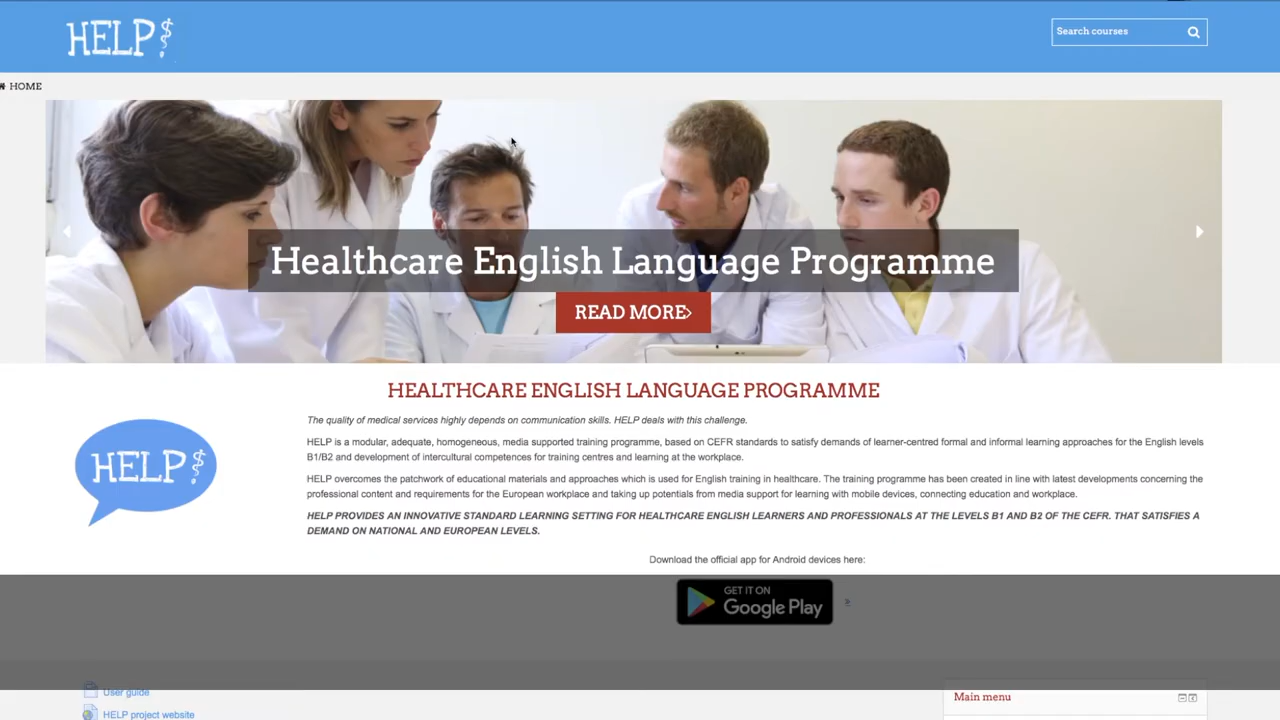 HELP!
Search courses
HOME
Healthcare English Language Programme
READ MORE
HEALTHCARE ENGLISH LANGUAGE PROGRAMME
The quality of medical services highly depends on communication skills. HELP deals with this challenge.
HELP is a modular, adequate, homogeneous, media supported training programme, based on CEFR standards to satisfy demands of learner-centred formal and informal learning approaches for the English levels
B1/B2 and development of intercultural competences for training centres and learning at the workplace.
HELP!
HELP overcomes the patchwork of educational materials and approaches which is used for English training in healthcare. The training programme has been created in line with latest developments concerning the
professional content and requirements for the European workplace and taking up potentials from media support for learning with mobile devices, connecting education and workplace.
HELP PROVIDES AN INNOVATIVE STANDARD LEARNING SETTING FOR HEALTHCARE ENGLISH LEARNERS AND PROFESSIONALS AT THE LEVELS B1 AND B2 OF THE CEFR. THAT SATISFIES A
DEMAND ON NATIONAL AND EUROPEAN LEVELS.
Download the official app for Android devices here:
GET IT ON
Google Play
User guide
Main menu
HELP project website